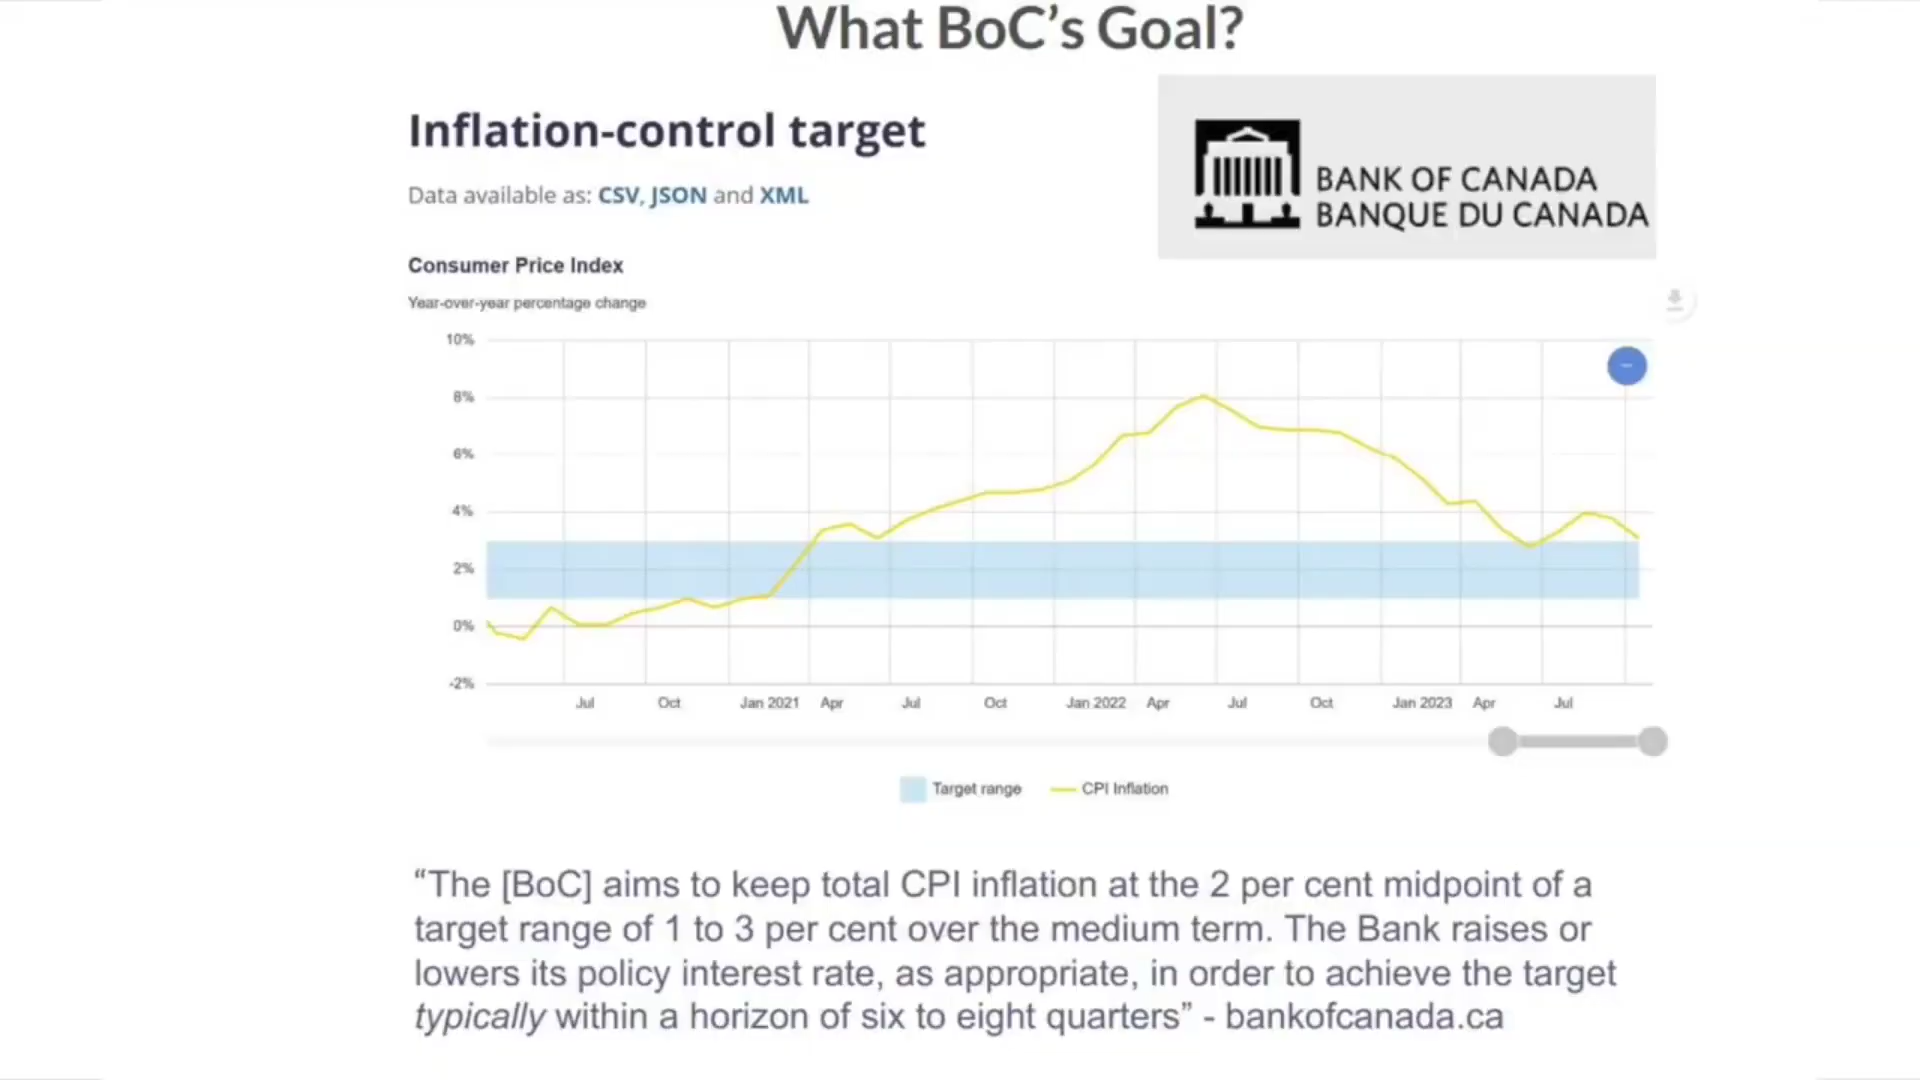 What BoC's Goal?
Inflation-control target
Data available as: CSV, JSON and XML
BANK OF CANADA
BANQUE DU CANADA
Consumer Price Index
Year-over-year percentage change
10%
8%
6%
4%
2%
0%
-2%
Jul Oct Jan 2021 Apr Jul Oct Jan 2022 Apr Jul Oct Jan 2023 Apr Jul
Target range CPI Inflation
“The [BoC] aims to keep total CPI inflation at the 2 per cent midpoint of a
target range of 1 to 3 per cent over the medium term. The Bank raises or
lowers its policy interest rate, as appropriate, in order to achieve the target
typically within a horizon of six to eight quarters” - bankofcanada.ca